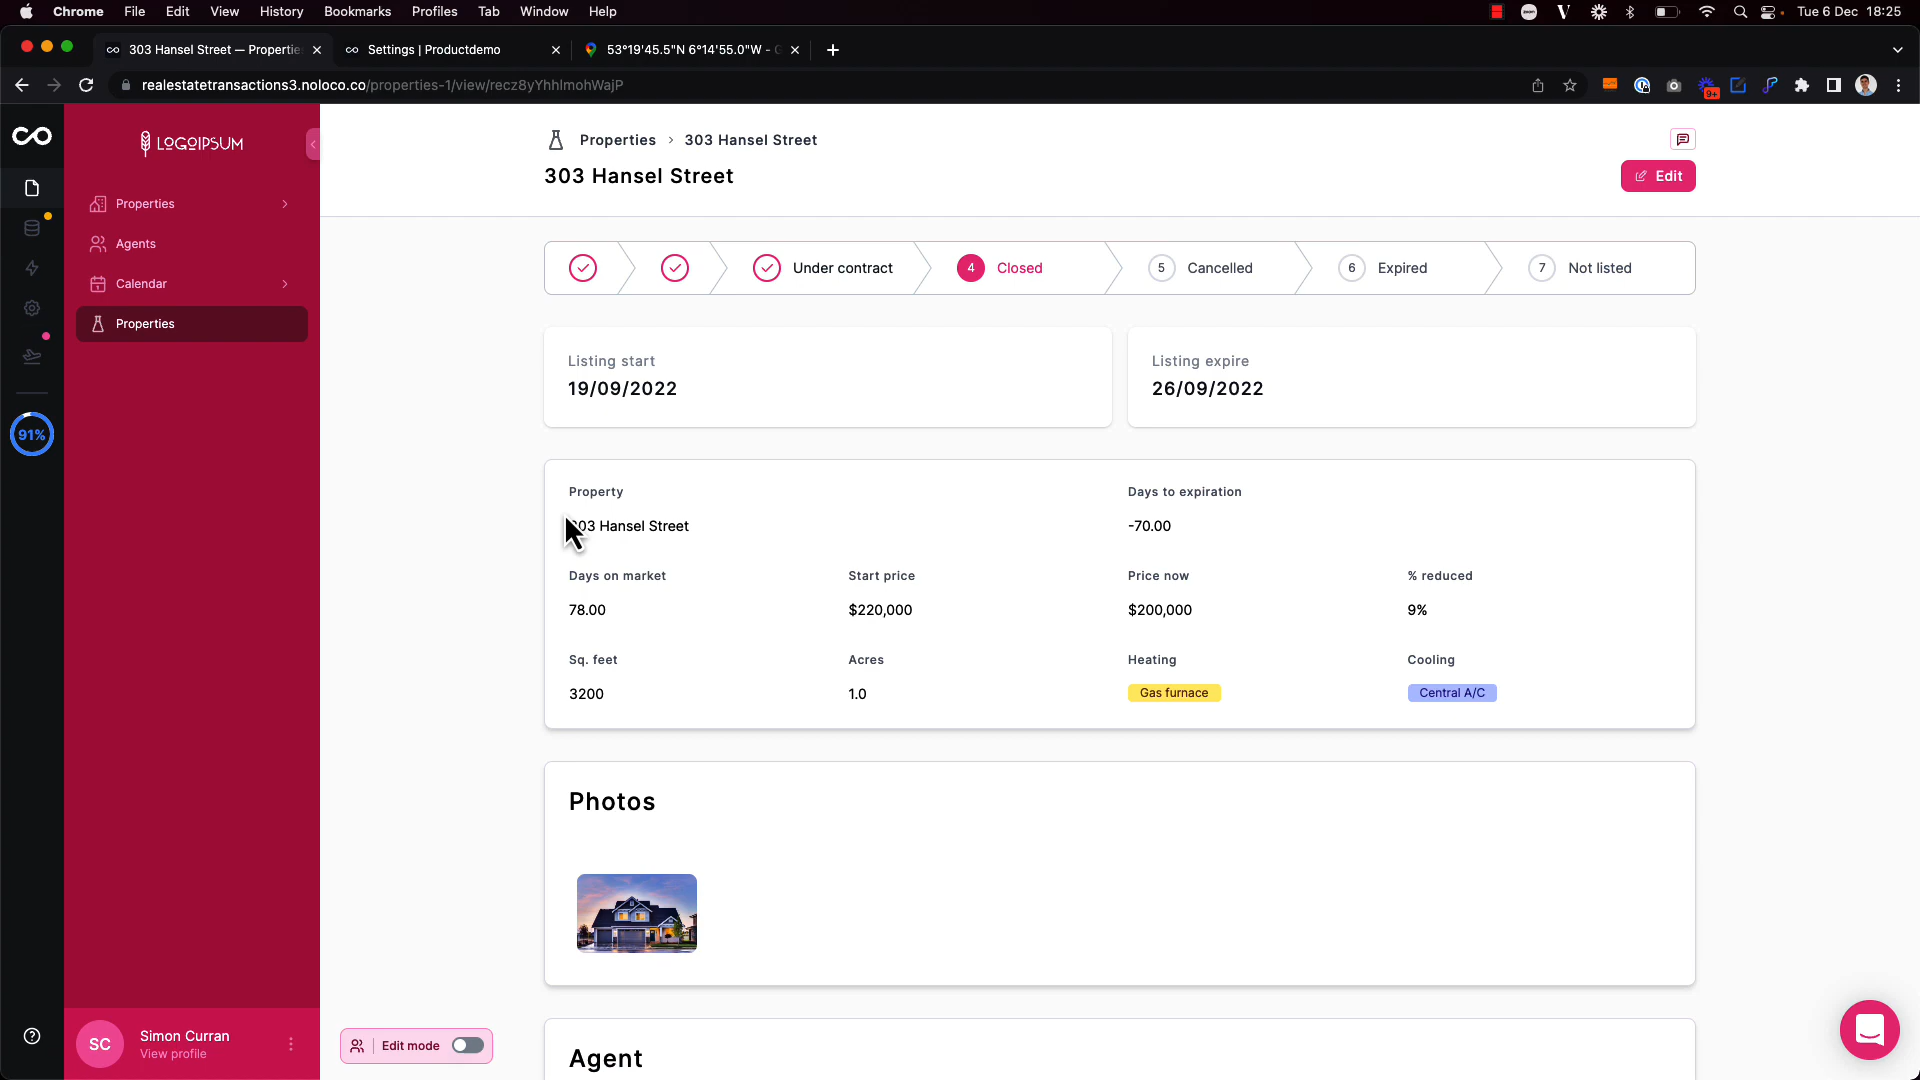 Chrome File Edit View History Bookmarks Profiles Tab Window Help
Tue 6 Dec 18:25
303 Hansel Street — Propertie
Settings | Productdemo
53°19'45.5"N 6°14'55.0"W - G
realestatetransactions3.noloco.co/properties-1/view/recz8yYhhlmohWajP
9+
LOGOIPSUM
Properties
Agents
Calendar
Properties
91%
Properties > 303 Hansel Street
303 Hansel Street
Edit
Under contract
4 Closed
5 Cancelled
6 Expired
7 Not listed
Listing start
19/09/2022
Listing expire
26/09/2022
Property
303 Hansel Street
Days to expiration
-70.00
Days on market
78.00
Start price
$220,000
Price now
$200,000
% reduced
9%
Sq. feet
3200
Acres
1.0
Heating
Gas furnace
Cooling
Central A/C
Photos
Agent
SC
Simon Curran
View profile
Edit mode